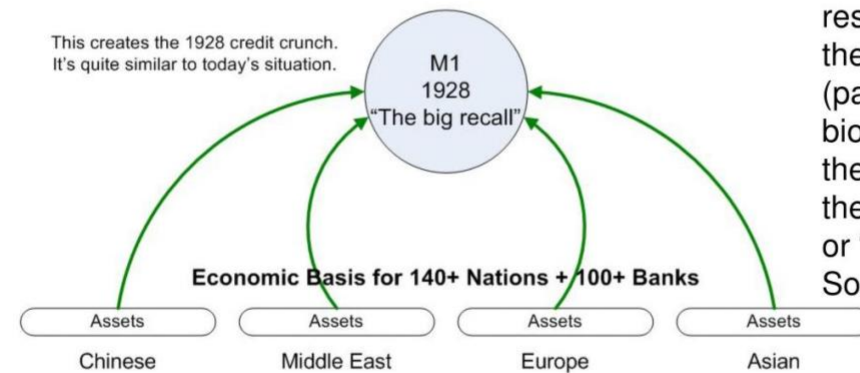 This creates the 1928 credit crunch.
It's quite similar to today's situation.
M1
1928
"The big recall"
Economic Basis for 140+ Nations + 100+ Banks
Assets
Assets
Assets
Assets
Chinese
Middle East
Europe
Asian
res
the
(pa
the
the
or
So